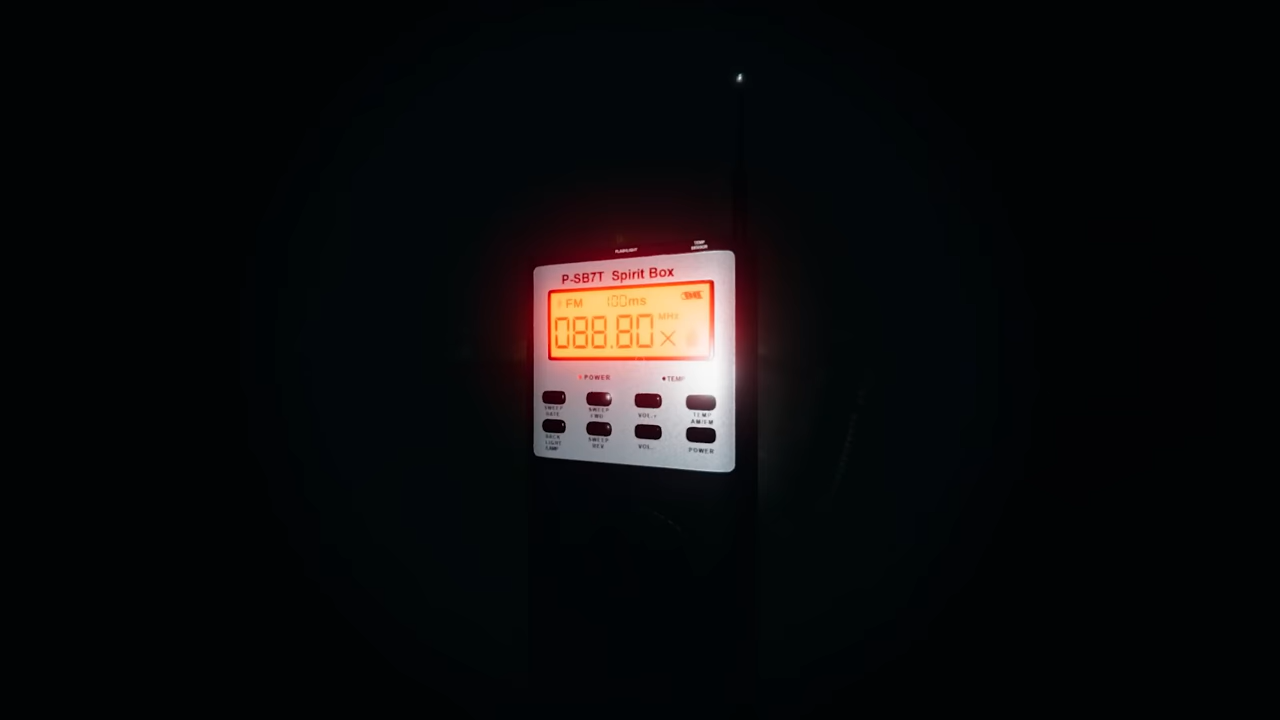 FLASHLIGHT
TEMP
SENSOR
P-SB7T Spirit Box
FM 100ms
088.80 MHz
POWER
TEMP
SWEEP RATE
SWEEP FWD
VOL.+
TEMP AM/FM
BACK LIGHT LAMP
SWEEP REV
VOL.-
POWER